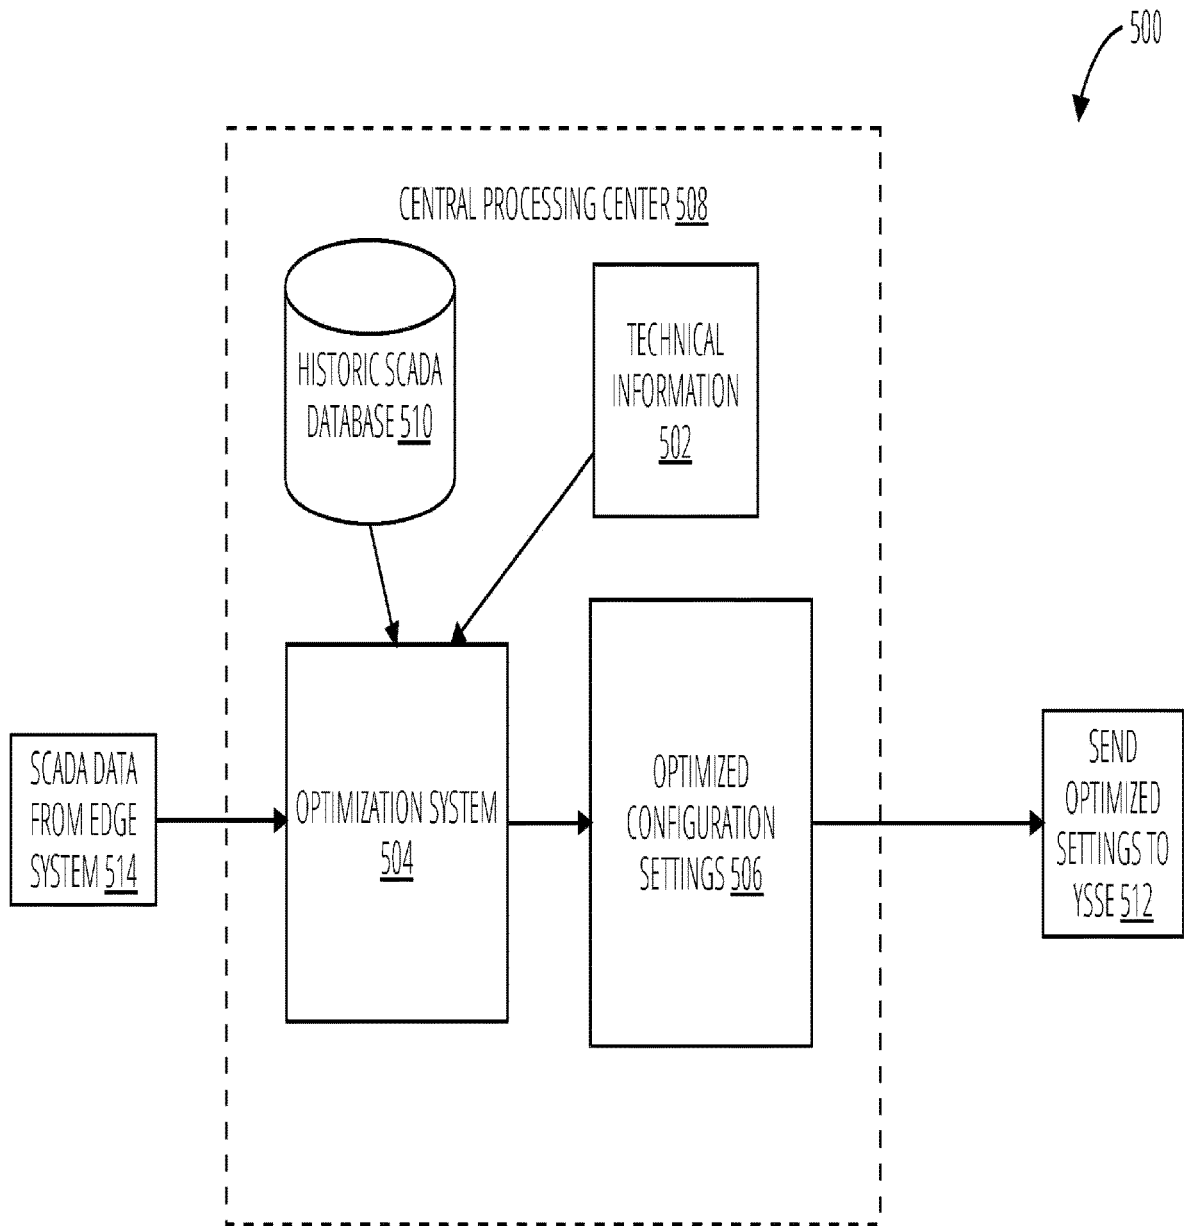 500
CENTRAL PROCESSING CENTER 508
HISTORIC SCADA
DATABASE 510
TECHNICAL
INFORMATION
502
SCADA DATA
FROM EDGE
SYSTEM 514
OPTIMIZATION SYSTEM
504
OPTIMIZED
CONFIGURATION
SETTINGS 506
SEND
OPTIMIZED
SETTINGS TO
YSSE 512